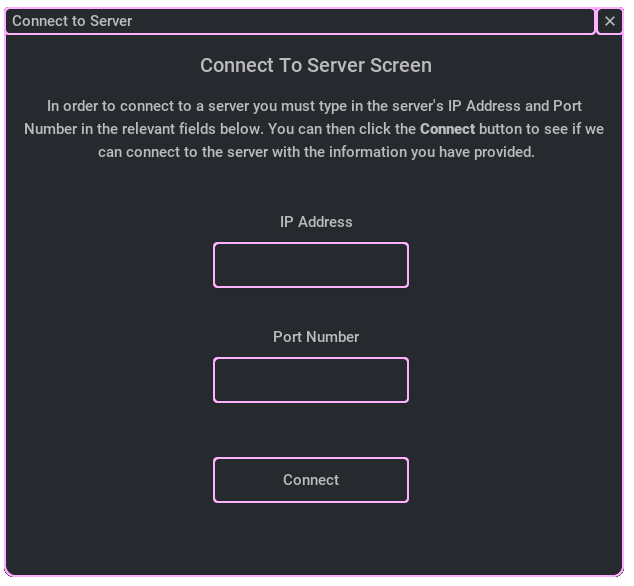 Connect to Server ✕
Connect To Server Screen
In order to connect to a server you must type in the server's IP Address and Port
Number in the relevant fields below. You can then click the Connect button to see if we
can connect to the server with the information you have provided.
IP Address
Port Number
Connect